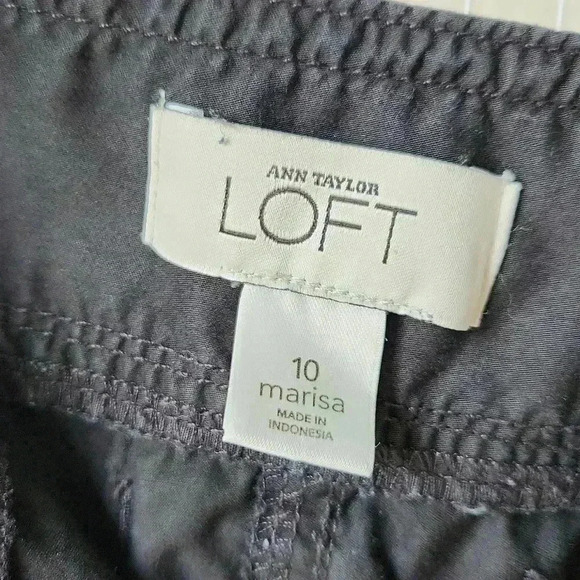 ANN TAYLOR
LOFT
10
marisa
MADE IN
INDONESIA